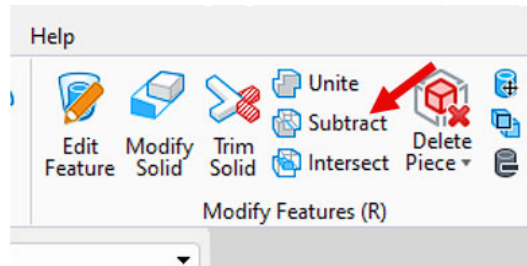 Help
Unite
Subtract
Intersect
Edit
Feature
Modify
Solid
Trim
Solid
Delete
Piece
Modify Features (R)